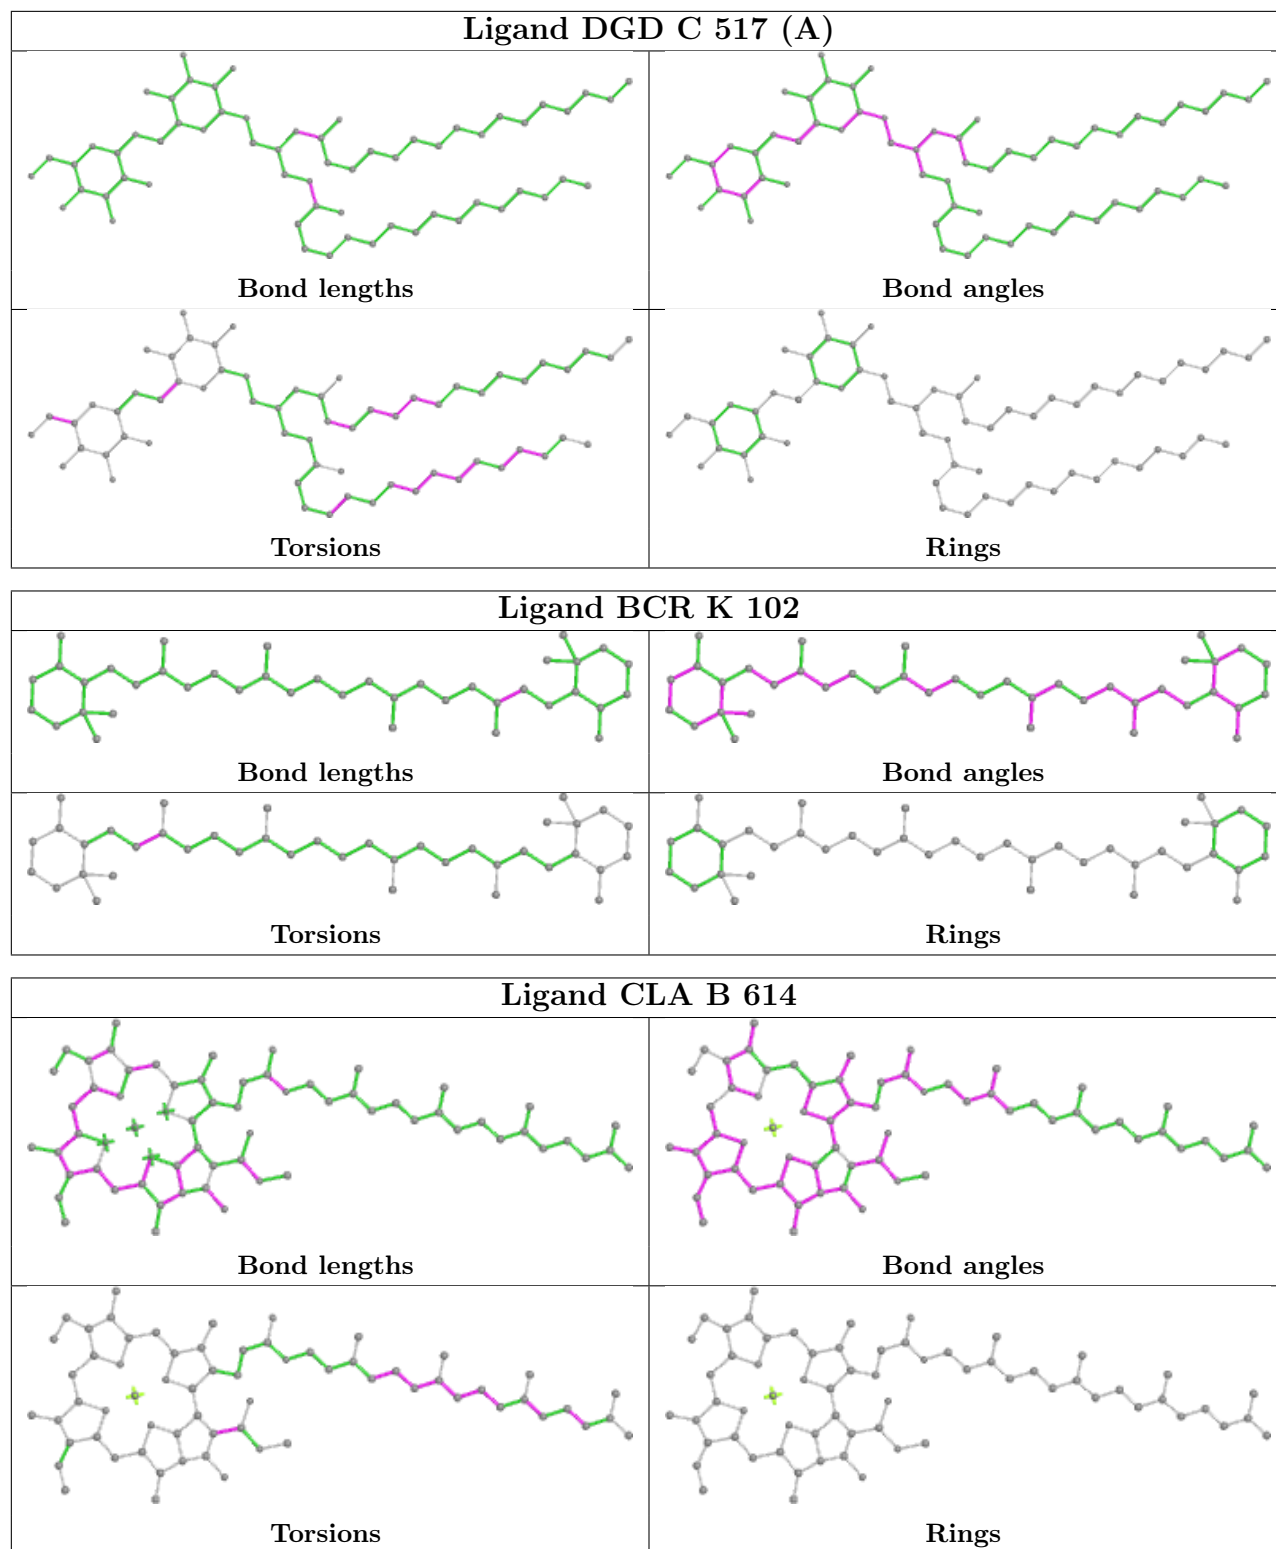 Ligand DGD C 517 (A)
Bond lengths
Bond angles
Torsions
Rings
Ligand BCR K 102
Bond lengths
Bond angles
Torsions
Rings
Ligand CLA B 614
Bond lengths
Bond angles
Torsions
Rings